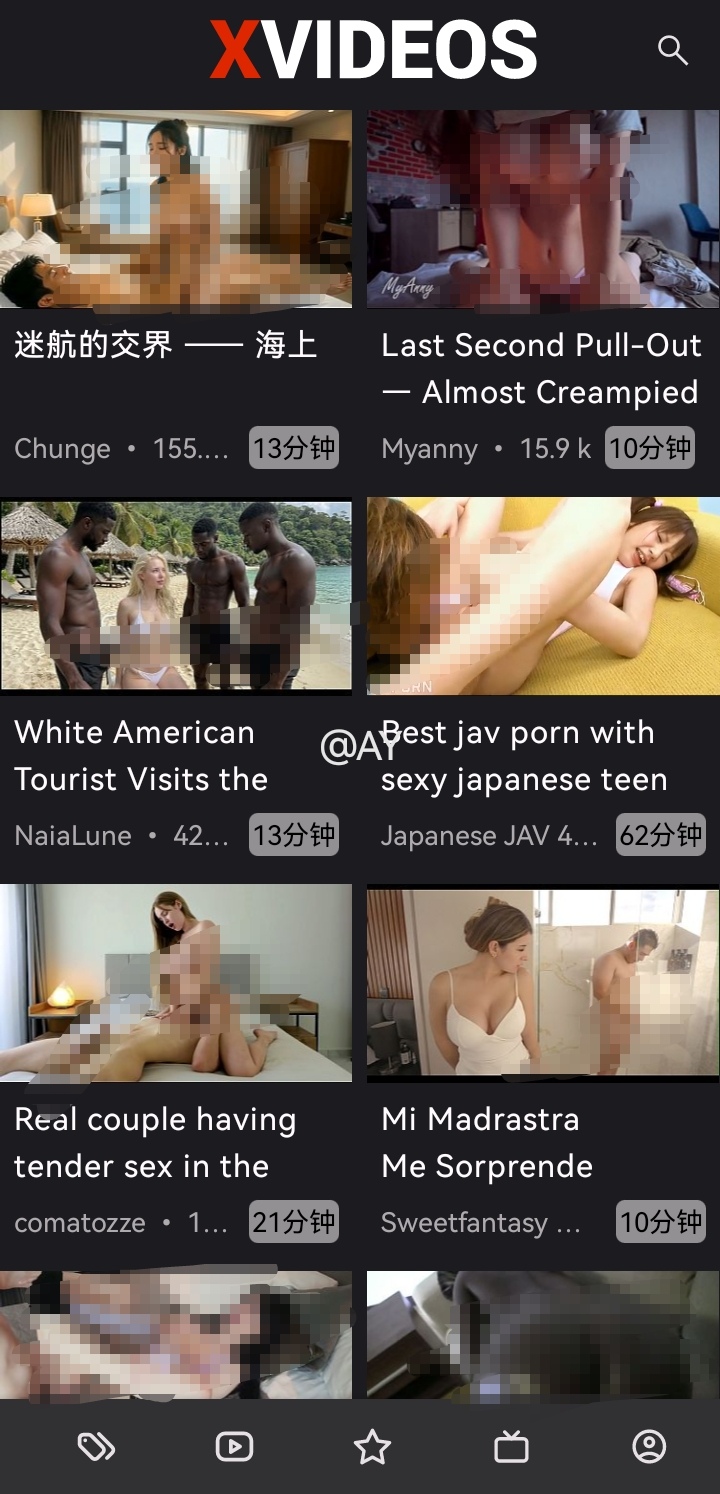 XVIDEOS
迷航的交界 —— 海上
Chunge • 155.… 13分钟
MyAnny
Last Second Pull-Out
— Almost Creampied
Myanny • 15.9 k 10分钟
White American
Tourist Visits the
NaiaLune • 42… 13分钟
@AY
Best jav porn with
sexy japanese teen
Japanese JAV 4… 62分钟
Real couple having
tender sex in the
comatozze • 1… 21分钟
Mi Madrastra
Me Sorprende
Sweetfantasy … 10分钟